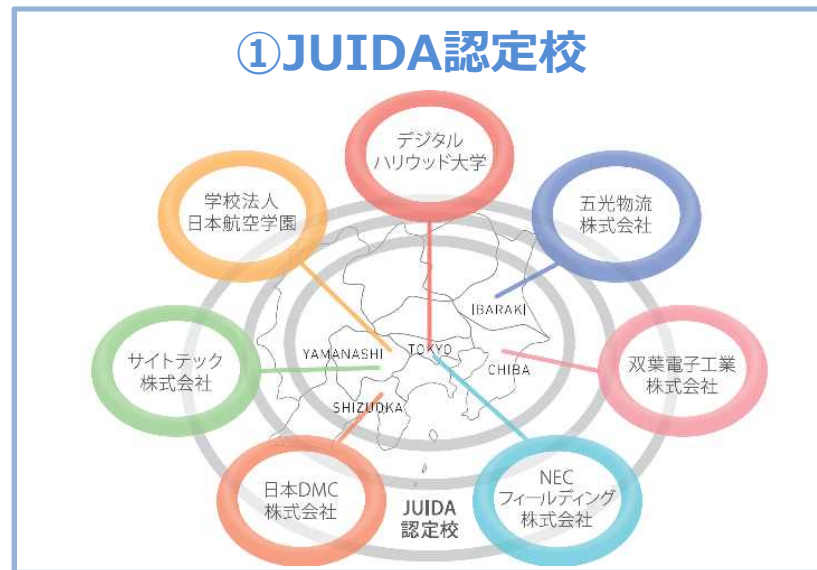 ①JUIDA認定校
デジタル
ハリウッド大学
学校法人
日本航空学園
五光物流
株式会社
IBARAKI
サイトテック
株式会社
YAMANASHI
TOKYO
CHIBA
双葉電子工業
株式会社
SHIZUOKA
日本DMC
株式会社
JUIDA
認定校
NEC
フィールディング
株式会社